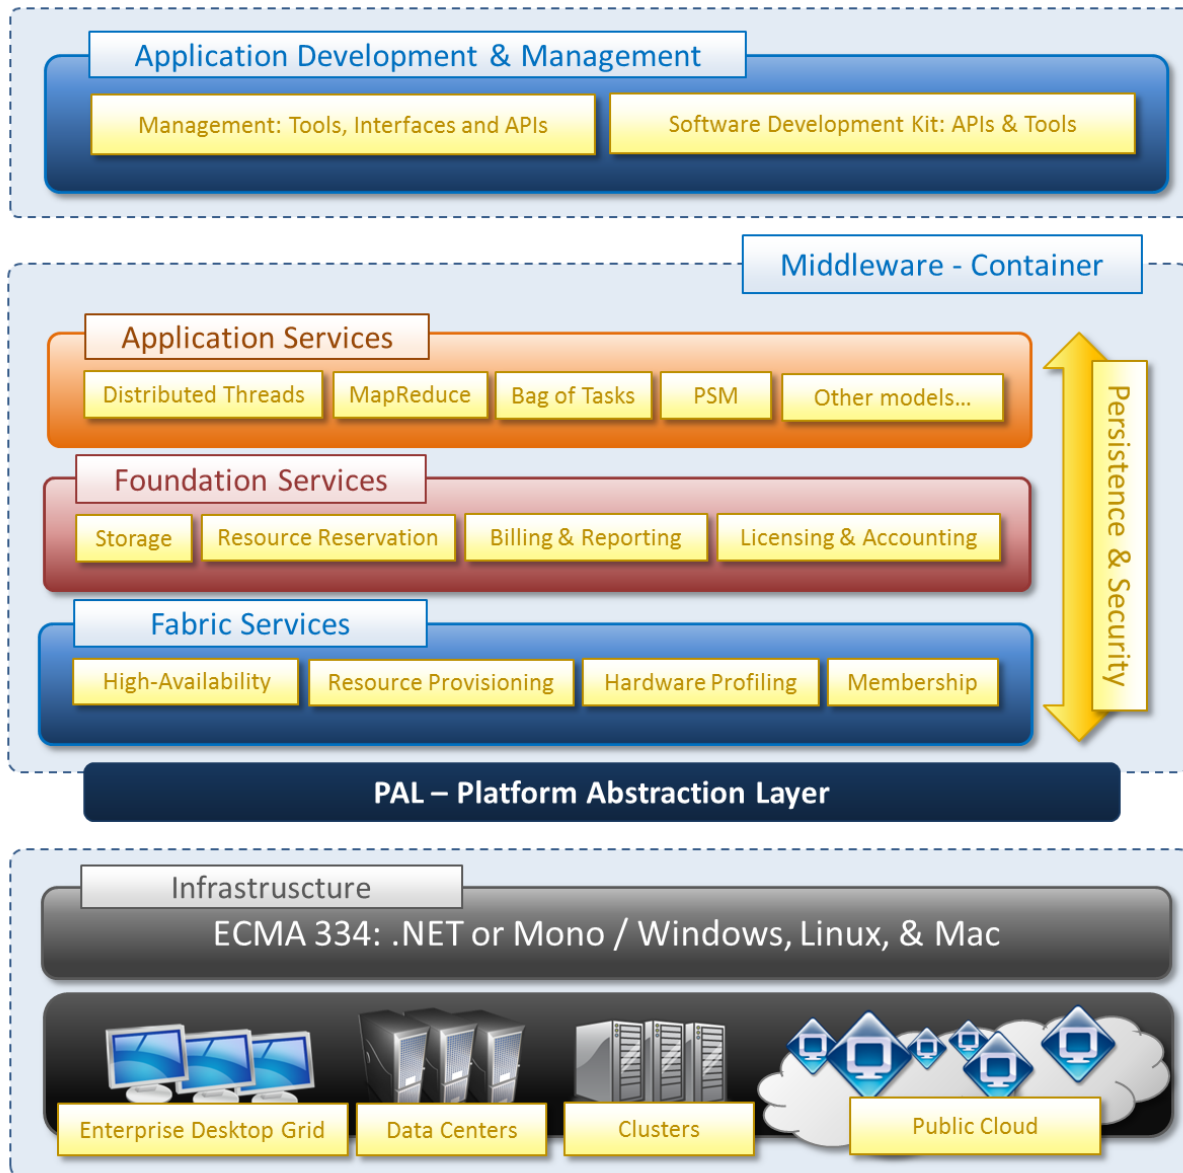 Application Development & Management
Management: Tools, Interfaces and APIs
Software Development Kit: APIs & Tools
Middleware - Container
Application Services
Distributed Threads
MapReduce
Bag of Tasks
PSM
Other models...
Foundation Services
Storage
Resource Reservation
Billing & Reporting
Licensing & Accounting
Fabric Services
High-Availability
Resource Provisioning
Hardware Profiling
Membership
Persistence & Security
PAL – Platform Abstraction Layer
Infrastruscture
ECMA 334: .NET or Mono / Windows, Linux, & Mac
Enterprise Desktop Grid
Data Centers
Clusters
Public Cloud